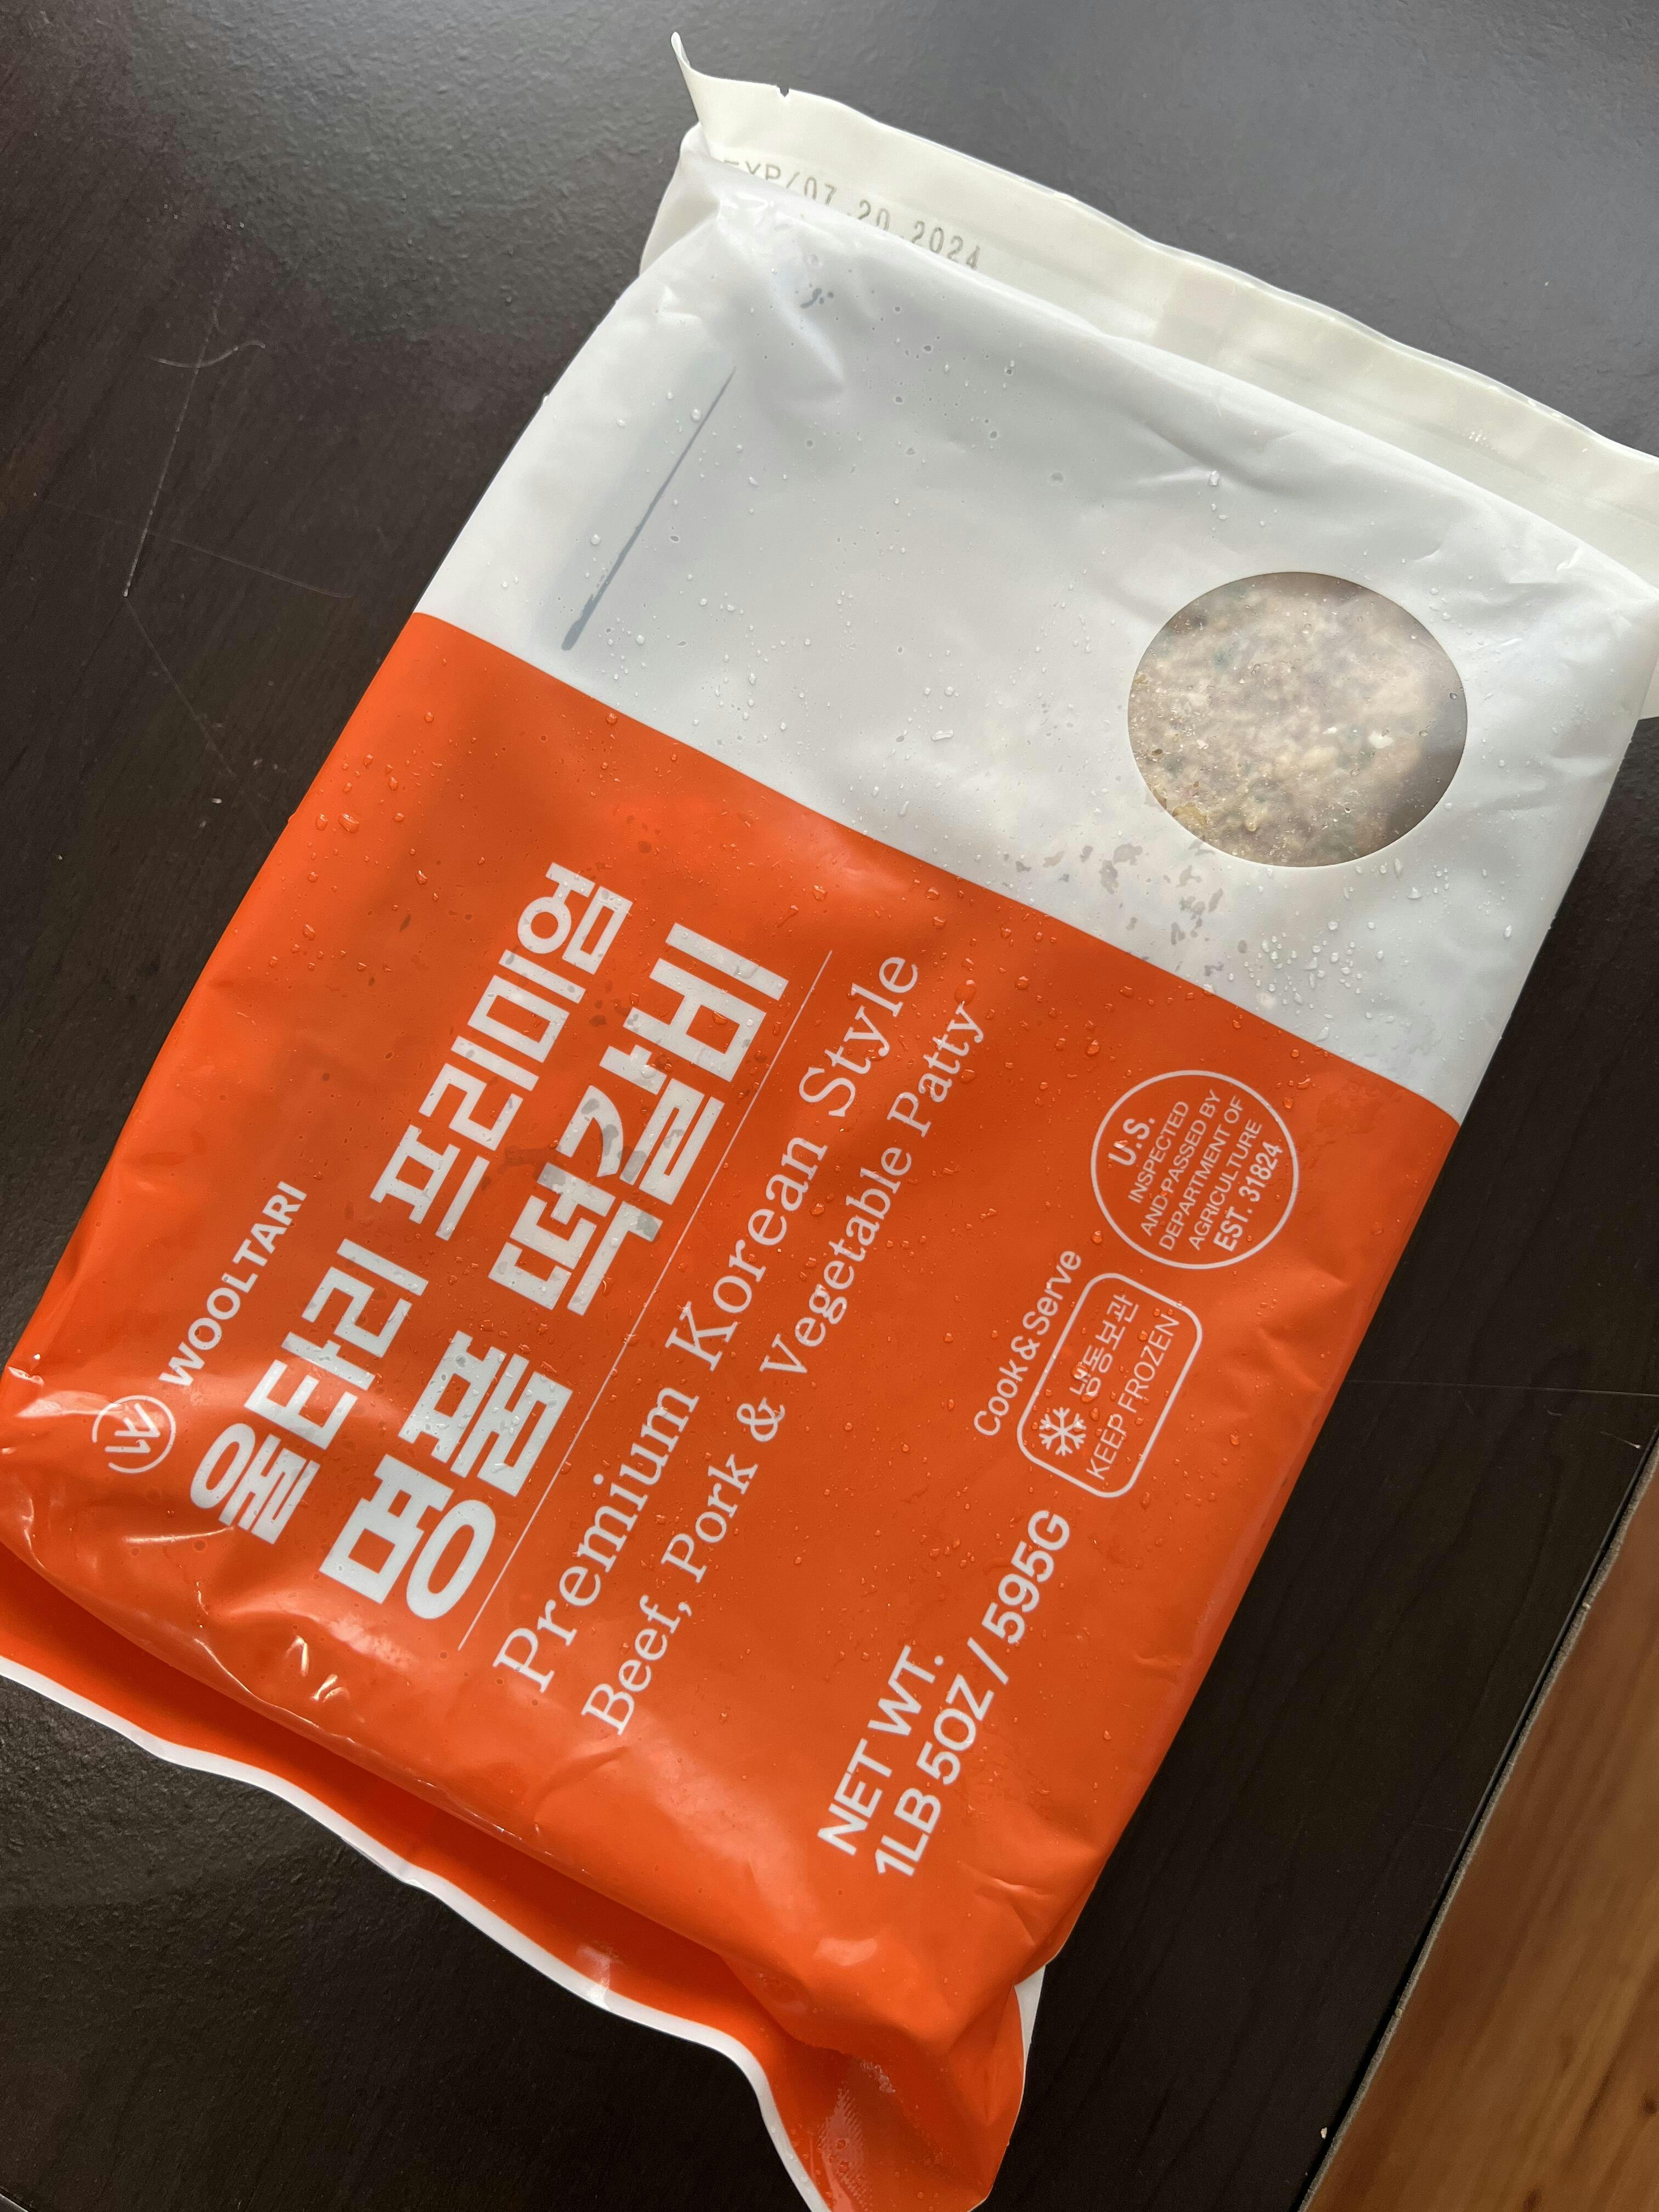 EXP/07.20.2024
WOOLTARI
울타리 프리미엄
명품 떡갈비
Premium Korean Style
Beef, Pork & Vegetable Patty
Cook & Serve
냉동보관
KEEP FROZEN
U.S.
INSPECTED
AND PASSED BY
DEPARTMENT OF
AGRICULTURE
EST. 31824
NET WT.
1LB 5OZ / 595G